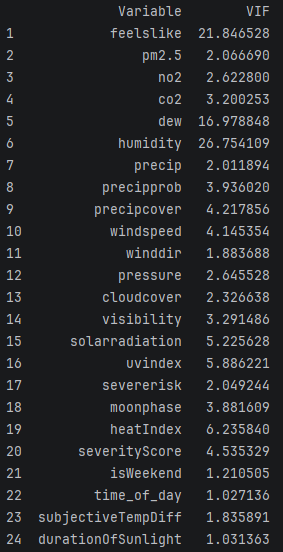 Variable VIF
1 feelslike 21.846528
2 pm2.5 2.066690
3 no2 2.622800
4 co2 3.200253
5 dew 16.978848
6 humidity 26.754109
7 precip 2.011894
8 precipprob 3.936020
9 precipcover 4.217856
10 windspeed 4.145354
11 winddir 1.883688
12 pressure 2.645528
13 cloudcover 2.326638
14 visibility 3.291486
15 solarradiation 5.225628
16 uvindex 5.886221
17 severerisk 2.049244
18 moonphase 3.881609
19 heatIndex 6.235840
20 severityScore 4.535329
21 isWeekend 1.210505
22 time_of_day 1.027136
23 subjectiveTempDiff 1.835891
24 durationOfSunlight 1.031363